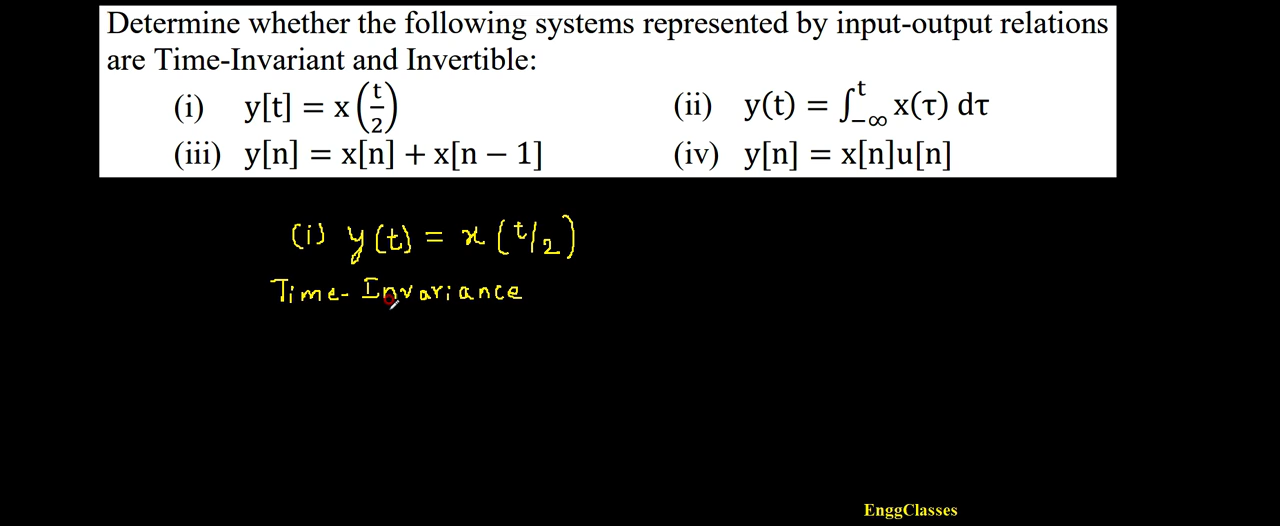 Determine whether the following systems represented by input-output relations
are Time-Invariant and Invertible:
(i) y[t] = x(t/2) (ii) y(t) = ∫_{-∞}^{t} x(τ) dτ
(iii) y[n] = x[n] + x[n − 1] (iv) y[n] = x[n]u[n]
(i) y(t) = x(t/2)
Time-Invariance
EnggClasses